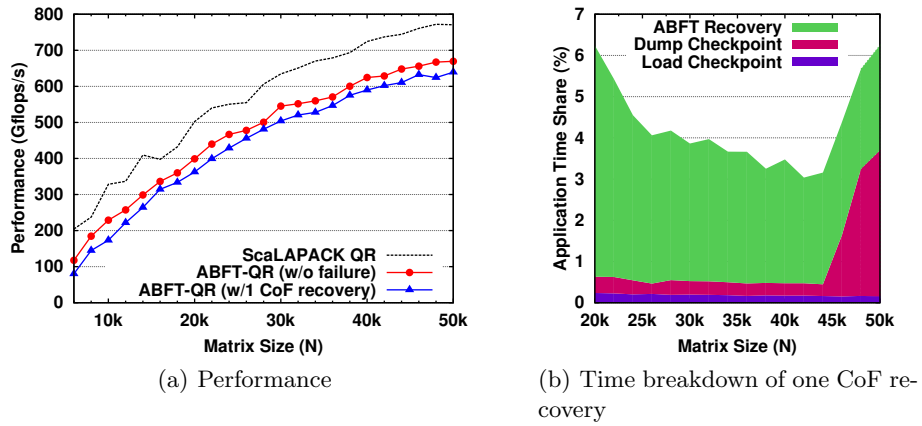 800
700
600
500
400
300
200
100
0
Performance (Gflops/s)
ScaLAPACK QR
ABFT-QR (w/o failure)
ABFT-QR (w/1 CoF recovery)
10k 20k 30k 40k 50k
Matrix Size (N)
(a) Performance
7
6
5
4
3
2
1
0
Application Time Share (%)
ABFT Recovery
Dump Checkpoint
Load Checkpoint
20k 25k 30k 35k 40k 45k 50k
Matrix Size (N)
(b) Time breakdown of one CoF re-
covery